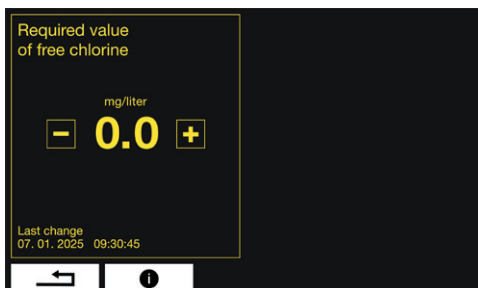 Required value
of free chlorine
mg/liter
− 0.0 +
Last change
07. 01. 2025 09:30:45
i